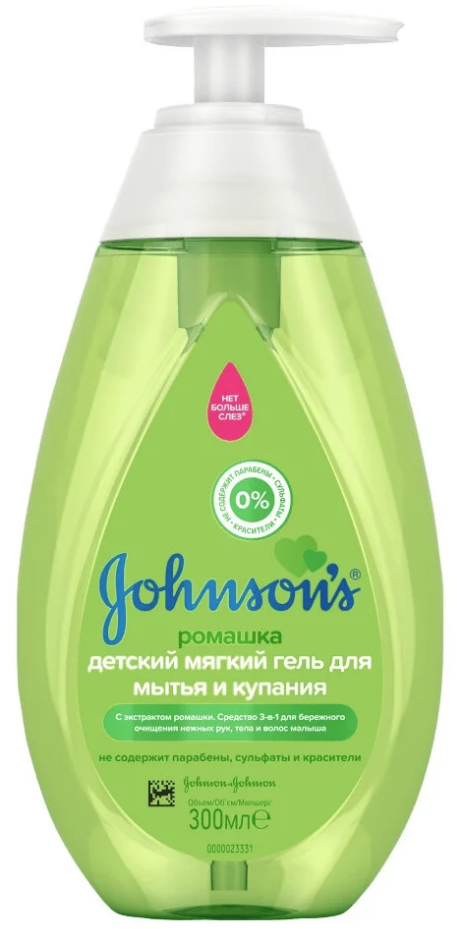 НЕТ
БОЛЬШЕ
СЛЕЗ®
НЕ СОДЕРЖИТ ПАРАБЕНЫ • СУЛЬФАТЫ • КРАСИТЕЛИ •
0%
Johnson's®
ромашка
детский мягкий гель для
мытья и купания
С экстрактом ромашки. Средство 3-в-1 для бережного
очищения нежных рук, тела и волос малыша
не содержит парабены, сульфаты и красители
Johnson&Johnson
Объем/Об'єм/Мөлшері:
300мл℮
0000023331